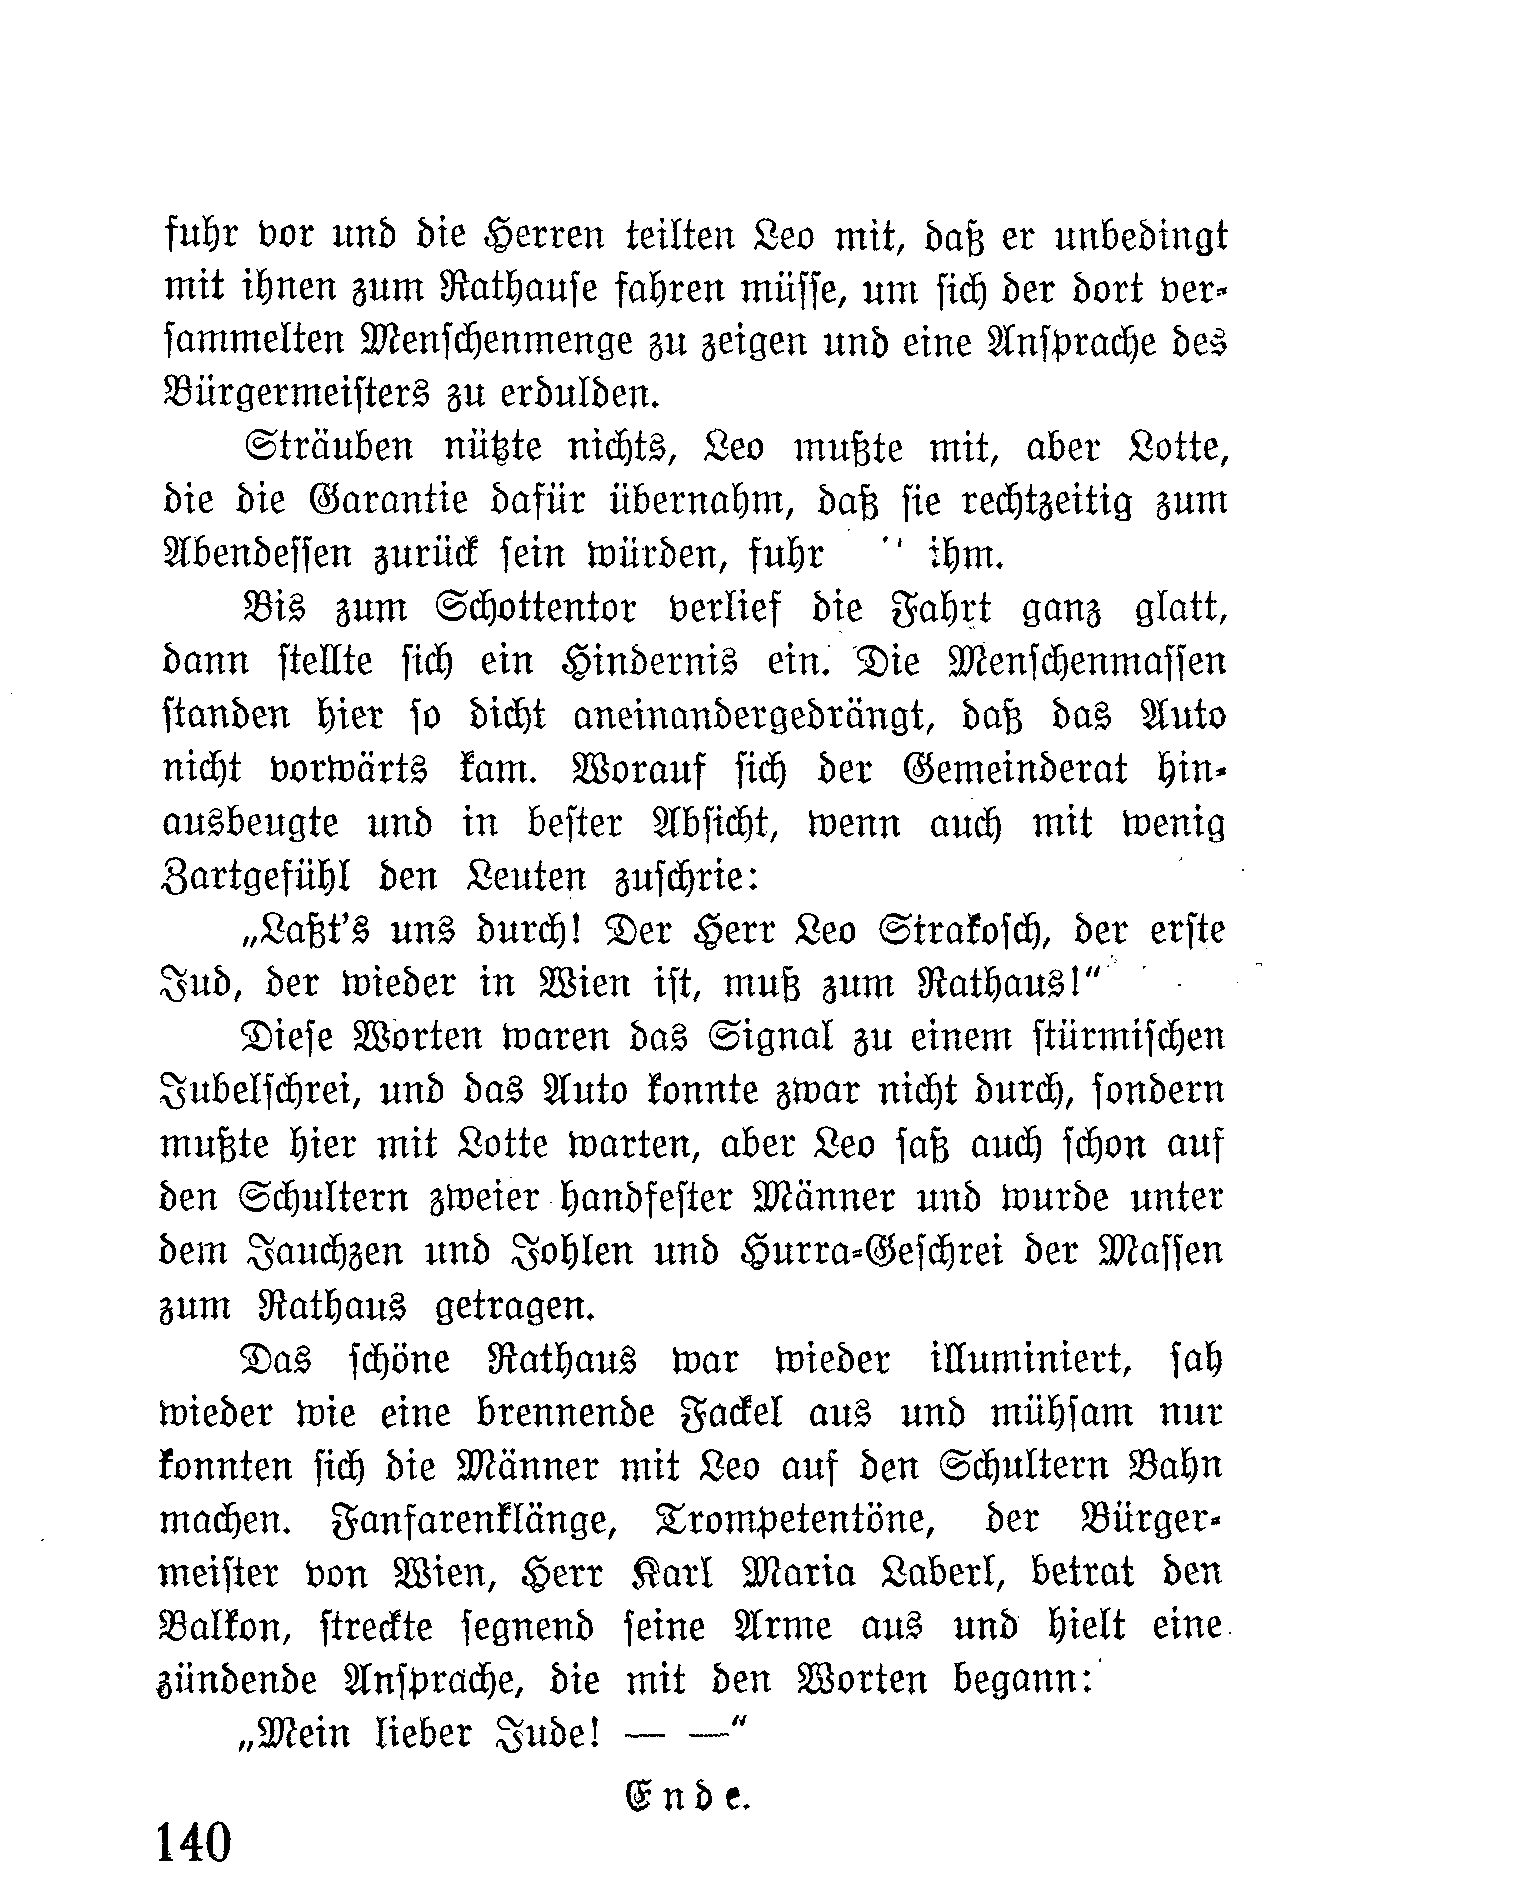 fuhr vor und die Herren teilten Leo mit, daß er unbedingt
mit ihnen zum Rathause fahren müsse, um sich der dort ver-
sammelten Menschenmenge zu zeigen und eine Ansprache des
Bürgermeisters zu erdulden.
Sträuben nützte nichts, Leo mußte mit, aber Lotte,
die die Garantie dafür übernahm, daß sie rechtzeitig zum
Abendessen zurück sein würden, fuhr ihm.
Bis zum Schottentor verlief die Fahrt ganz glatt,
dann stellte sich ein Hindernis ein. Die Menschenmassen
standen hier so dicht aneinandergedrängt, daß das Auto
nicht vorwärts kam. Worauf sich der Gemeinderat hin-
ausbeugte und in bester Absicht, wenn auch mit wenig
Zartgefühl den Leuten zuschrie:
„Laßt's uns durch! Der Herr Leo Strakosch, der erste
Jud, der wieder in Wien ist, muß zum Rathaus!“
Diese Worten waren das Signal zu einem stürmischen
Jubelschrei, und das Auto konnte zwar nicht durch, sondern
mußte hier mit Lotte warten, aber Leo saß auch schon auf
den Schultern zweier handfester Männer und wurde unter
dem Jauchzen und Johlen und Hurra-Geschrei der Massen
zum Rathaus getragen.
Das schöne Rathaus war wieder illuminiert, sah
wieder wie eine brennende Fackel aus und mühsam nur
konnten sich die Männer mit Leo auf den Schultern Bahn
machen. Fanfarenklänge, Trompetentöne, der Bürger-
meister von Wien, Herr Karl Maria Laberl, betrat den
Balkon, streckte segnend seine Arme aus und hielt eine
zündende Ansprache, die mit den Worten begann:
„Mein lieber Jude! — —“
Ende.
140